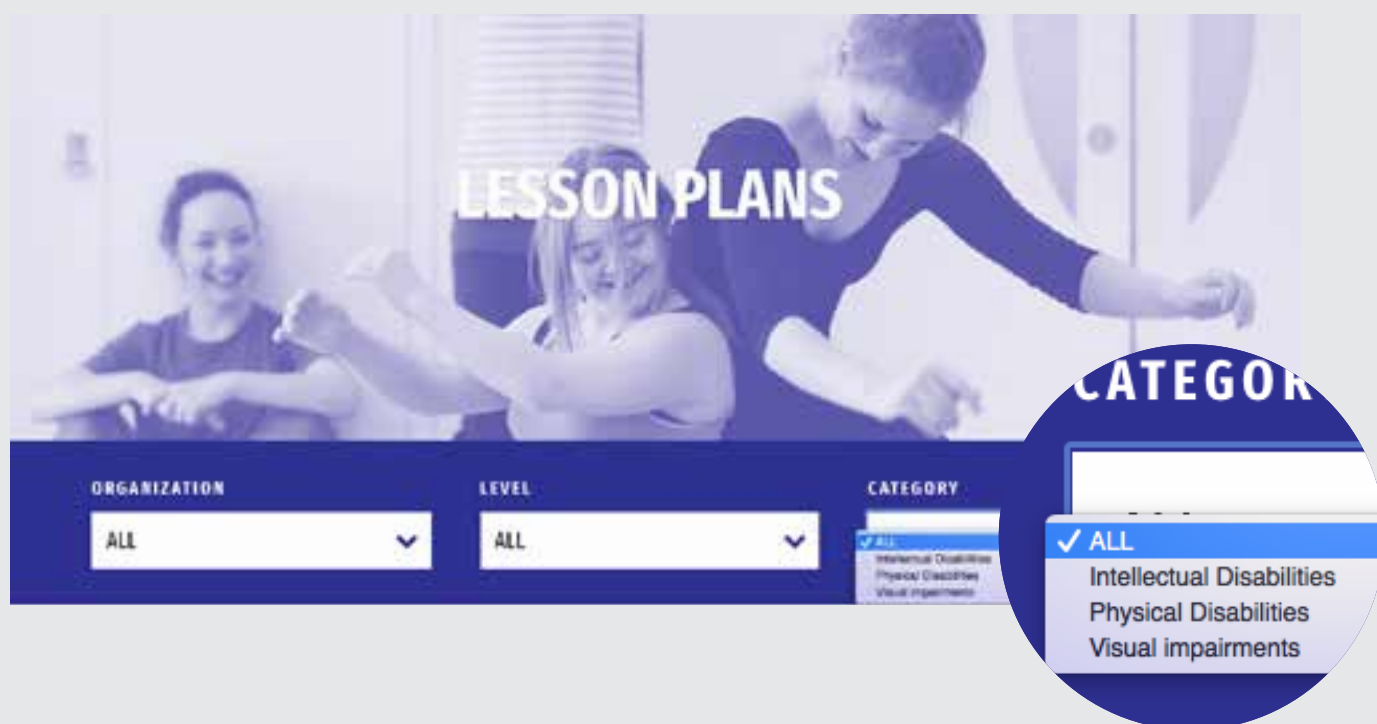 LESSON PLANS
ORGANIZATION
ALL
LEVEL
ALL
CATEGORY
ALL
Intellectual Disabilities
Physical Disabilities
Visual impairments
CATEGOR
ALL
Intellectual Disabilities
Physical Disabilities
Visual impairments